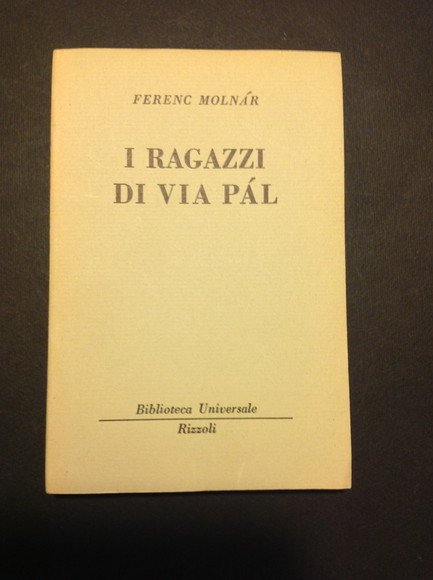 FERENC MOLNÁR
I RAGAZZI
DI VIA PÁL
Biblioteca Universale
Rizzoli